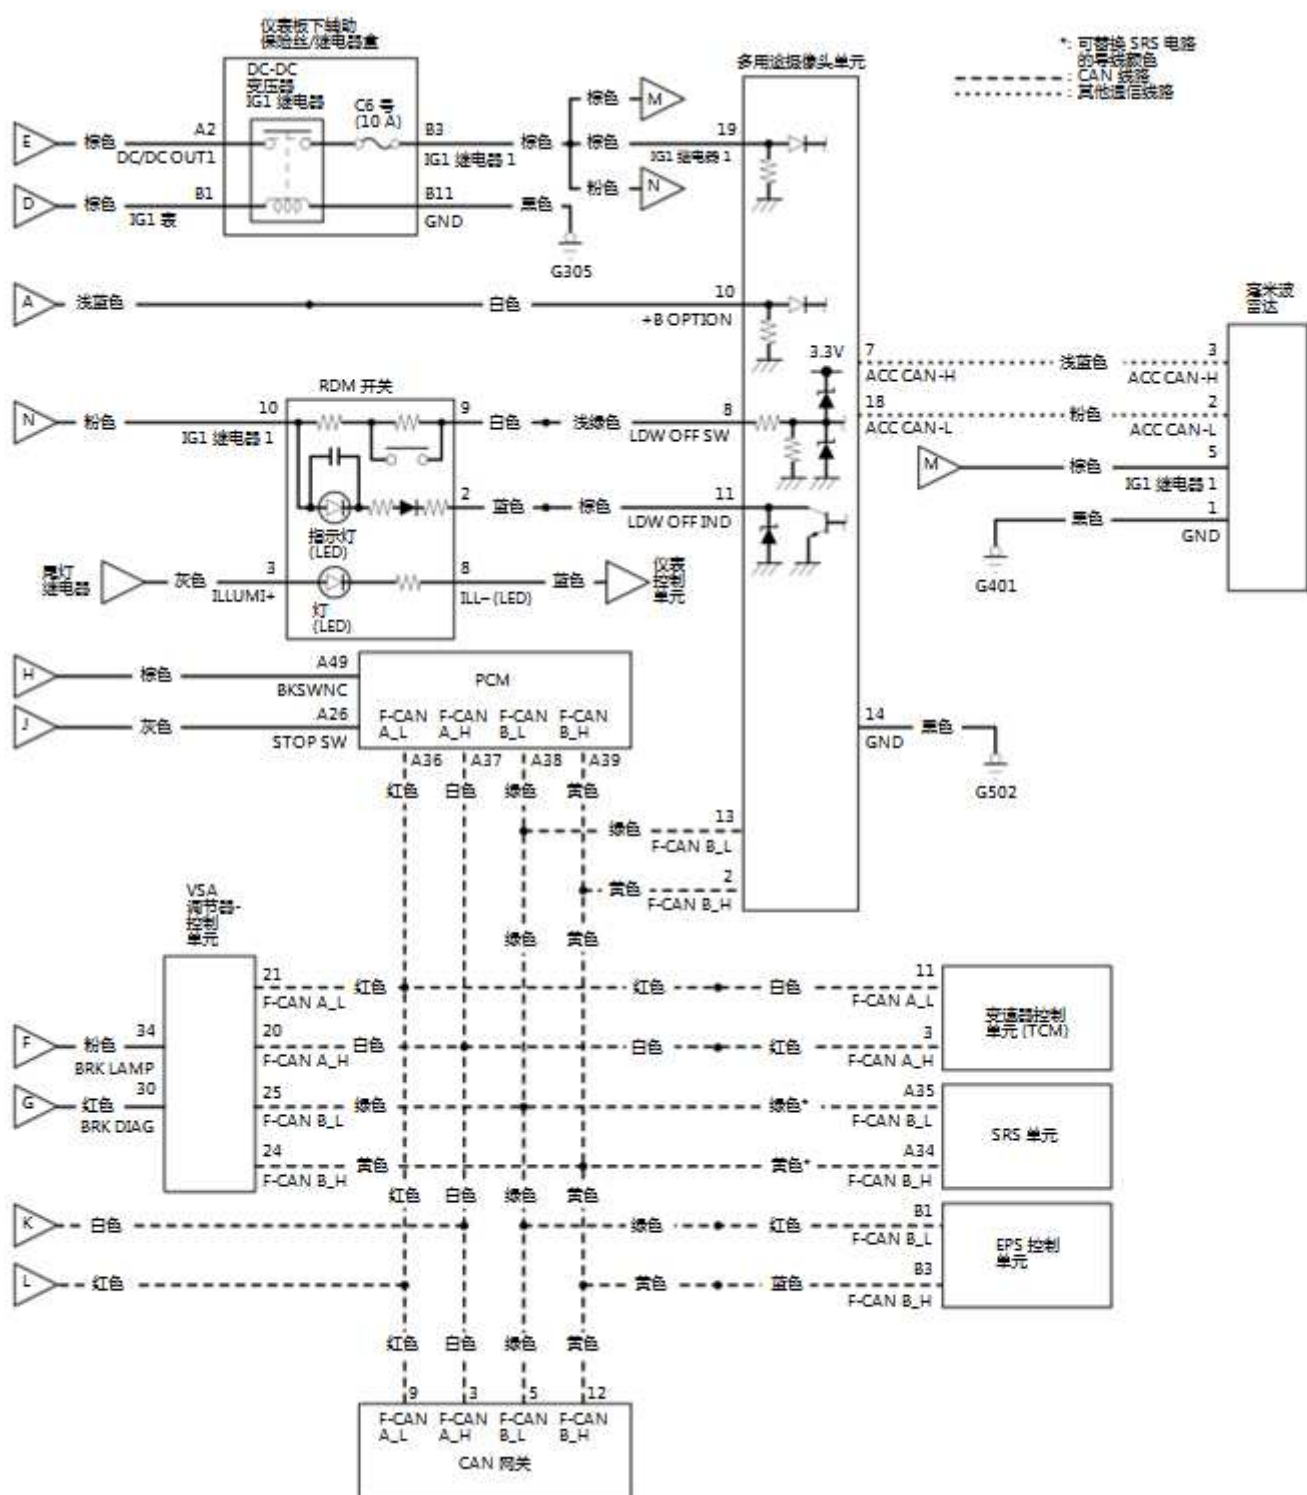 仪表板下辅助
保险丝/继电器盒
*: 可替换 SRS 电路
的导线颜色
: CAN 线路
: 其他通信线路
DC-DC
变压器
IG1 继电器
C6 号
(10 A)
多用途摄像头单元
E
棕色
A2
DC/DC OUT1
B3
IG1 继电器 1
棕色
棕色
M
棕色
19
IG1 继电器 1
粉色
N
D
棕色
B1
IG1 表
B11
GND
黑色
G305
A
浅蓝色
白色
10
+B OPTION
毫米波
雷达
3.3V
7
ACC CAN-H
浅蓝色
3
ACC CAN-H
18
ACC CAN-L
粉色
2
ACC CAN-L
M
棕色
5
IG1 继电器 1
黑色
1
GND
G401
RDM 开关
N
粉色
10
IG1 继电器 1
9
白色
浅绿色
8
LDW OFF SW
2
蓝色
棕色
11
LDW OFF IND
指示灯
(LED)
尾灯
继电器
灰色
3
ILLUMI+
8
ILL− (LED)
蓝色
仪表
控制
单元
灯
(LED)
H
棕色
A49
BKSWNC
J
灰色
A26
STOP SW
PCM
F-CAN
A_L
F-CAN
A_H
F-CAN
B_L
F-CAN
B_H
A36
A37
A38
A39
红色
白色
绿色
黄色
14
GND
黑色
G502
绿色
13
F-CAN B_L
黄色
2
F-CAN B_H
绿色
黄色
VSA
调节器-
控制
单元
21
F-CAN A_L
红色
红色
白色
11
F-CAN A_L
变速器控制
单元 (TCM)
F
粉色
34
BRK LAMP
20
F-CAN A_H
白色
白色
红色
3
F-CAN A_H
G
红色
30
BRK DIAG
25
F-CAN B_L
绿色
绿色*
A35
F-CAN B_L
SRS 单元
24
F-CAN B_H
黄色
黄色*
A34
F-CAN B_H
红色
白色
绿色
黄色
K
白色
绿色
红色
B1
F-CAN B_L
EPS 控制
单元
L
红色
黄色
蓝色
B3
F-CAN B_H
红色
白色
绿色
黄色
9
3
5
12
F-CAN
A_L
F-CAN
A_H
F-CAN
B_L
F-CAN
B_H
CAN 网关